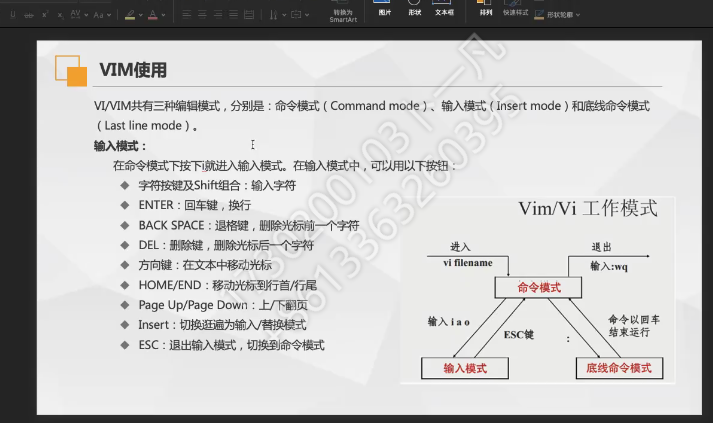 转换为
SmartArt
图片
形状
文本框
排列
快速样式
形状轮廓
VIM使用
VI/VIM共有三种编辑模式，分别是：命令模式（Command mode）、输入模式（Insert mode）和底线命令模式
（Last line mode）。
输入模式：
在命令模式下按下i就进入输入模式。在输入模式中，可以用以下按钮：
◆ 字符按键及Shift组合：输入字符
◆ ENTER：回车键，换行
◆ BACK SPACE：退格键，删除光标前一个字符
◆ DEL：删除键，删除光标后一个字符
◆ 方向键：在文本中移动光标
◆ HOME/END：移动光标到行首/行尾
◆ Page Up/Page Down：上/下翻页
◆ Insert：切换逛遍为输入/替换模式
◆ ESC：退出输入模式，切换到命令模式
Vim/Vi 工作模式
进入
vi filename
退出
输入:wq
命令模式
输入 i a o
ESC键
:
命令以回车
结束运行
输入模式
底线命令模式